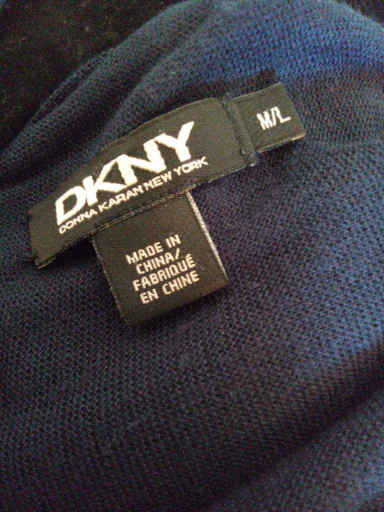 DKNY
DONNA KARAN NEW YORK
M/L
MADE IN
CHINA/
FABRIQUÉ
EN CHINE